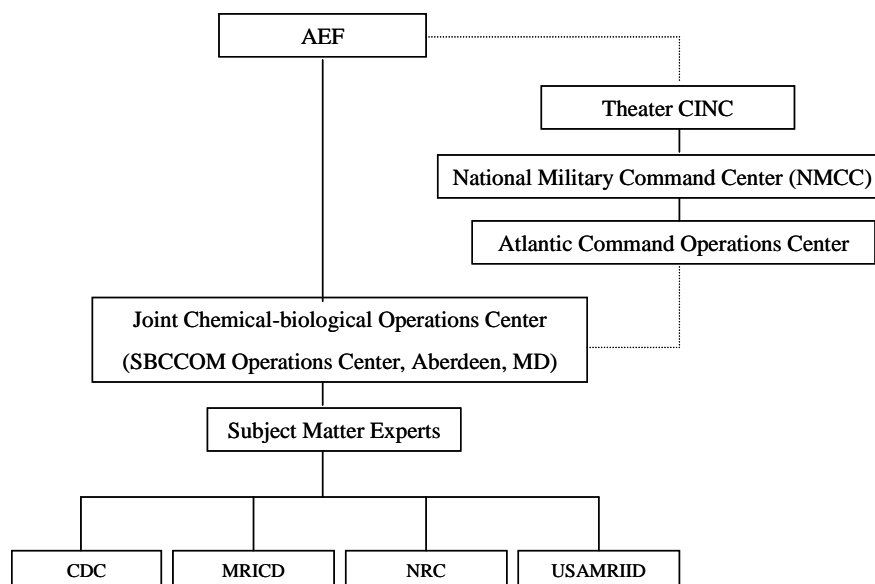 AEF
Theater CINC
National Military Command Center (NMCC)
Atlantic Command Operations Center
Joint Chemical-biological Operations Center
(SBCCOM Operations Center, Aberdeen, MD)
Subject Matter Experts
CDC
MRICD
NRC
USAMRIID